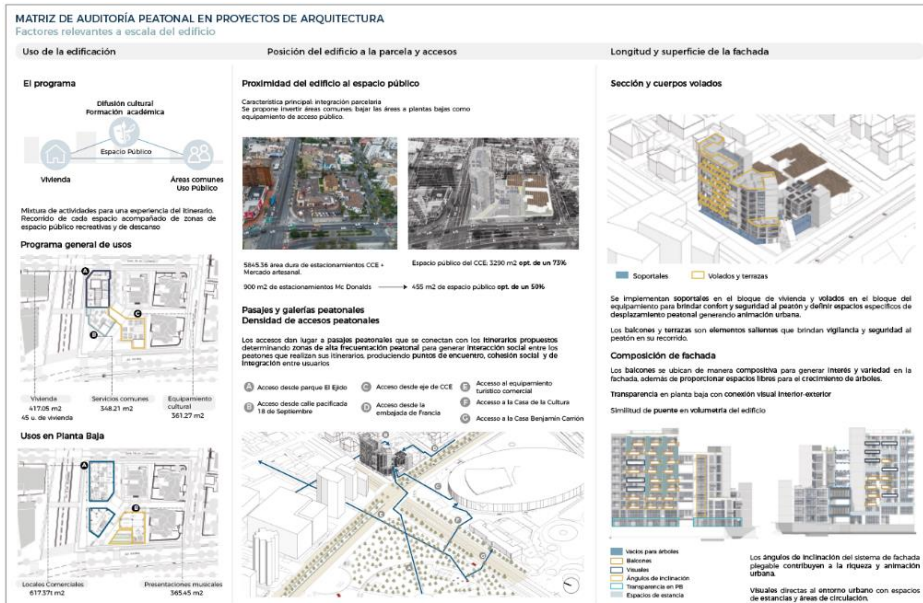 MATRIZ DE AUDITORÍA PEATONAL EN PROYECTOS DE ARQUITECTURA
Factores relevantes a escala del edificio
Uso de la edificación
Posición del edificio a la parcela y accesos
Longitud y superficie de la fachada
El programa
Difusión cultural
Formación académica
Espacio Público
Vivienda
Áreas comunes
Uso Público
Mixtura de actividades para una experiencia del itinerario.
Recorrido de cada espacio acompañado de zonas de
espacio público recreativas y de descanso
Programa general de usos
A
C
B
Vivienda
417.05 m2
45 u. de vivienda
Servicios comunes
348.21 m2
Equipamiento
cultural
361.27 m2
Usos en Planta Baja
A
B
Locales Comerciales
617.371 m2
Presentaciones musicales
365.45 m2
Proximidad del edificio al espacio público
Característica principal: integración parcelaria
Se propone invertir áreas comunes: bajar las áreas a plantas bajas como
equipamiento de acceso público.
5845.36 área dura de estacionamientos CCE +
Mercado artesanal.
Espacio público del CCE; 3290 m2 opt. de un 73%
900 m2 de estacionamientos Mc Donalds
455 m2 de espacio público opt. de un 50%
Pasajes y galerías peatonales
Densidad de accesos peatonales
Los accesos dan lugar a pasajes peatonales que se conectan con los itinerarios propuestos
determinando zonas de alta frecuentación peatonal para generar interacción social entre los
peatones que realizan sus itinerarios, produciendo puntos de encuentro, cohesión social y de
integración entre usuarios
A Acceso desde parque El Ejido
B Acceso desde calle pacificada
18 de Septiembre
C Acceso desde eje de CCE
D Acceso desde la
embajada de Francia
E Accesso al equipamiento
turístico comercial
F Accesso a la Casa de la Cultura
G Accesso a la Casa Benjamín Carrión
Sección y cuerpos volados
Soportales
Volados y terrazas
Se implementan soportales en el bloque de vivienda y volados en el bloque del
equipamiento para brindar confort y seguridad al peatón y definir espacios específicos de
desplazamiento peatonal generando animación urbana.
Los balcones y terrazas son elementos salientes que brindan vigilancia y seguridad al
peatón en su recorrido.
Composición de fachada
Los balcones se ubican de manera compositiva para generar interés y variedad en la
fachada, además de proporcionar espacios libres para el crecimiento de árboles.
Transparencia en planta baja con conexión visual interior-exterior
Similitud de puente en volumetría del edificio
Vacíos para árboles
Balcones
Visuales
Ángulos de inclinación
Transparencia en PB
Espacios de estancia
Los ángulos de inclinación del sistema de fachada
plegable contribuyen a la riqueza y animación
urbana.
Visuales directas al entorno urbano con espacios
de estancias y áreas de circulación.